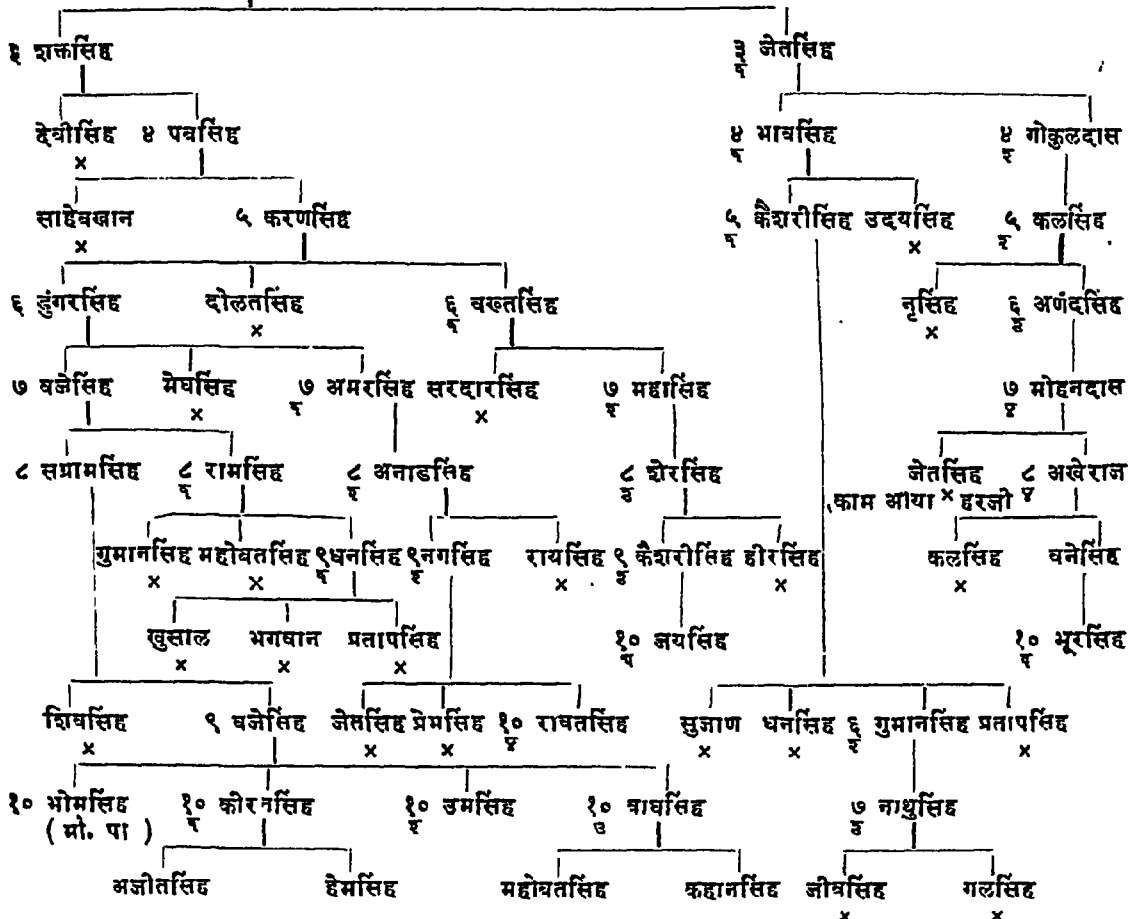 ३ शक्तसिंह ३ जेतसिंह
देवीसिंह ४ पवसिंह ४ भावसिंह ४ गोकुलदास
× 
साहेबखान ५ करणसिंह ५ कैशरीसिंह उदयसिंह ५ कलसिंह
× ×
६ डुंगरसिंह दोलतसिंह ६ वख्तसिंह नृसिंह ६ अणंदसिंह
× ×
७ वजेसिंह मेघसिंह ७ अमरसिंह सरदारसिंह ७ महासिंह ७ मोहनदास
× ×
८ सग्रामसिंह ८ रामसिंह ८ अनाडसिंह ८ शेरसिंह जेतसिंह ८ अखेराज
काम आया × हरजी
गुमानसिंह महोबतसिंह ९ धनसिंह ९ नगसिंह रायसिंह ९ कैशरीसिंह हीरसिंह कलसिंह वनेसिंह
× × × × ×
खुसाल भगवान प्रतापसिंह १० जयसिंह १० भूरसिंह
× × ×
शिवसिंह ९ वजेसिंह जेतसिंह प्रेमसिंह १० रावतसिंह सुजाण धनसिंह ६ गुमानसिंह प्रतापसिंह
× × × × × ×
१० भीमसिंह १० कीरतसिंह १० उमसिंह १० वाघसिंह ७ नाथुसिंह
( मो. पा )
अजीतसिंह हेमसिंह महोबतसिंह कहानसिंह जीवसिंह गलसिंह
× ×